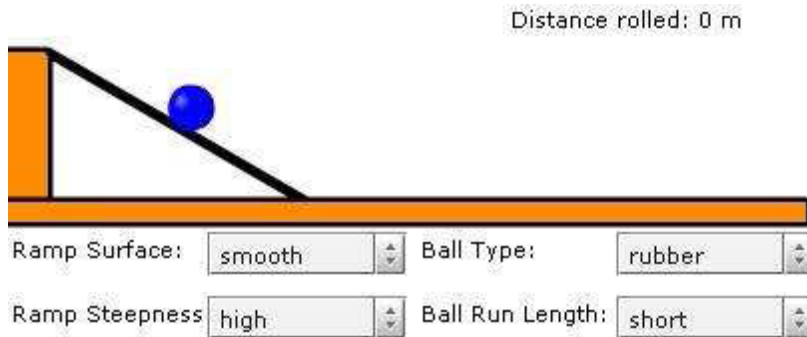 Distance rolled: 0 m
Ramp Surface: smooth Ball Type: rubber
Ramp Steepness high Ball Run Length: short